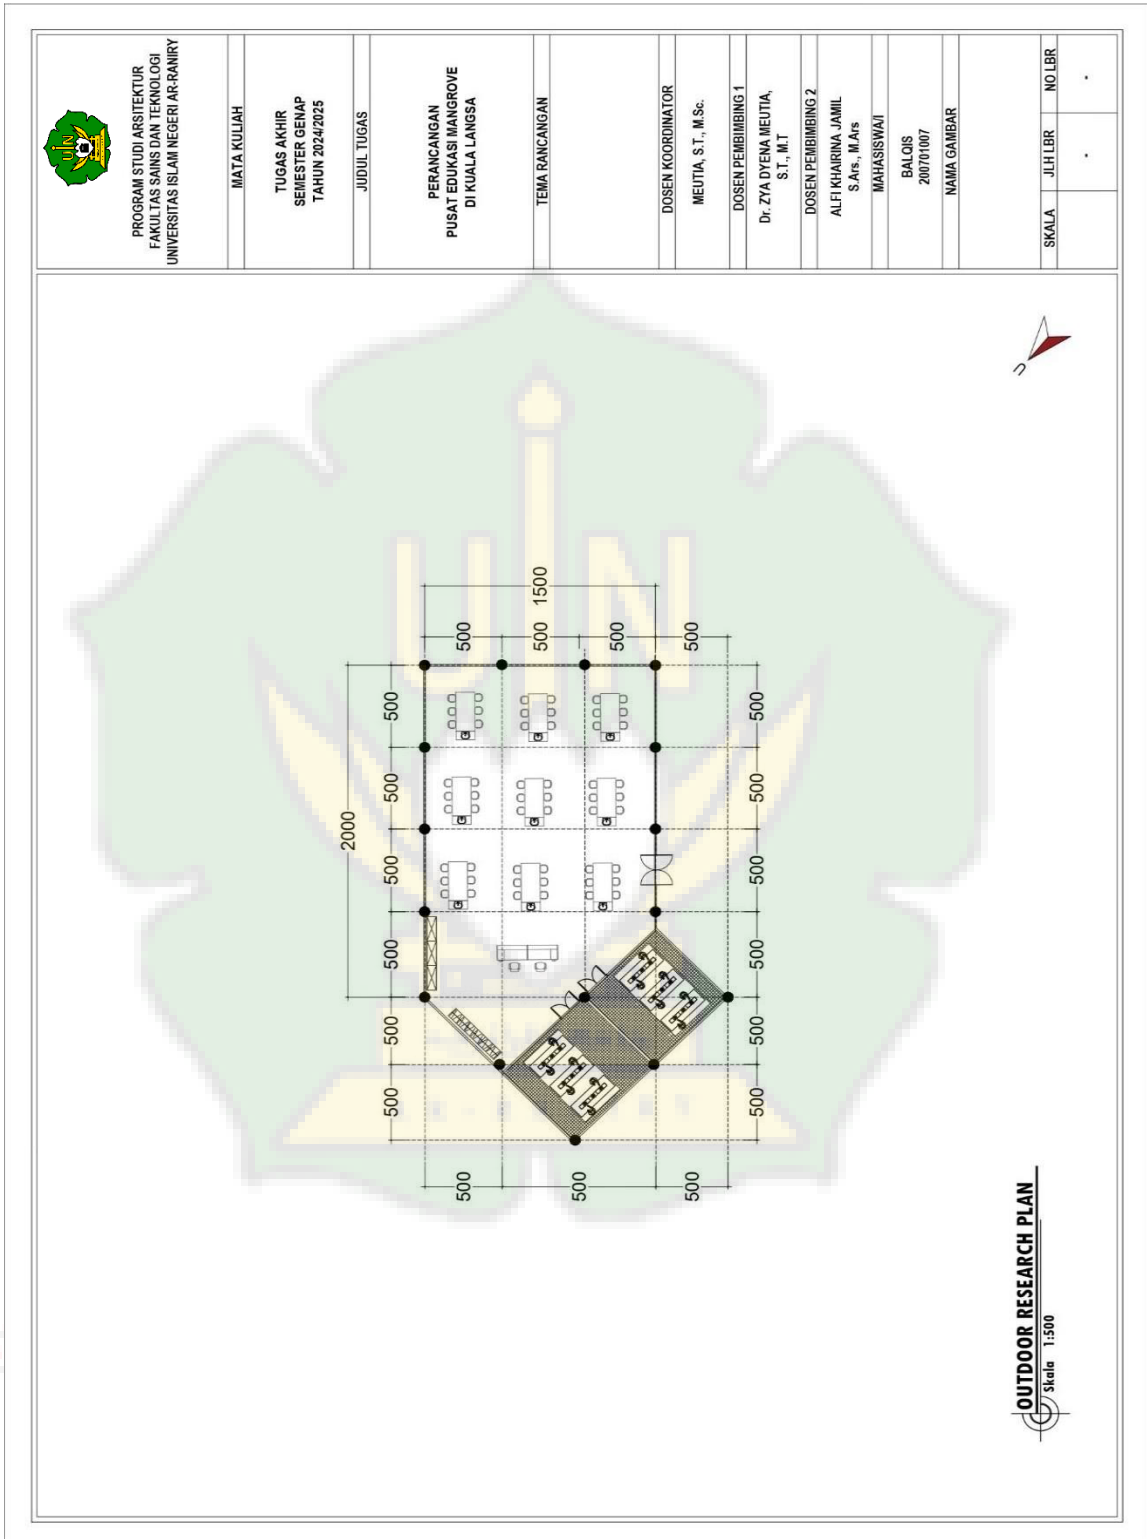 UIN
PROGRAM STUDI ARSITEKTUR
FAKULTAS SAINS DAN TEKNOLOGI
UNIVERSITAS ISLAM NEGERI AR-RANIRY
MATA KULIAH
TUGAS AKHIR
SEMESTER GENAP
TAHUN 2024/2025
JUDUL TUGAS
PERANCANGAN
PUSAT EDUKASI MANGROVE
DI KUALA LANGSA
TEMA RANCANGAN
DOSEN KOORDINATOR
MEUTIA, S.T., M.Sc.
DOSEN PEMBIMBING 1
Dr. ZYA DYENA MEUTIA,
S.T., M.T
DOSEN PEMBIMBING 2
ALFI KHAIRINA JAMIL
S.Ars., M.Ars
MAHASISWA/I
BALQIS
200701007
NAMA GAMBAR
SKALA
JLH LBR
NO LBR
-
-
U
UIN
1500
500
500
500
500
500
500
500
500
500
500
2000
500
500
500
500
500
500
500
500
500
OUTDOOR RESEARCH PLAN
Skala 1:500